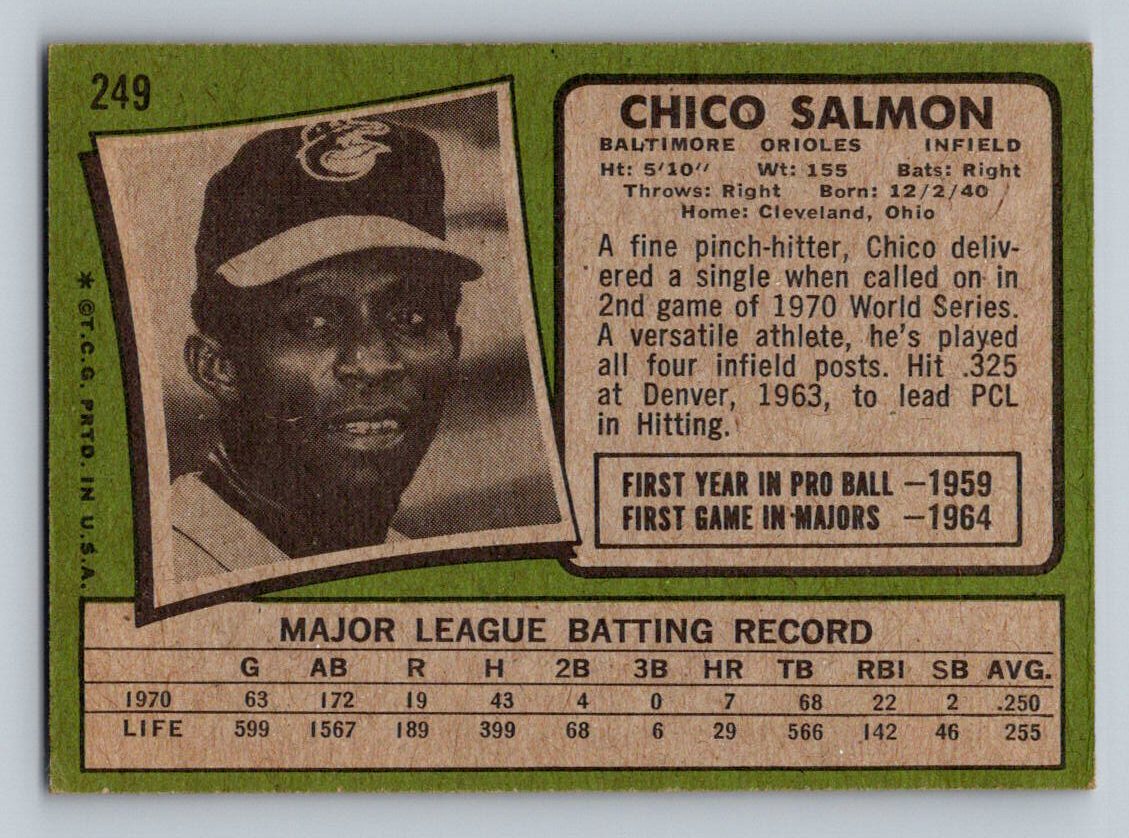 249
CHICO SALMON
BALTIMORE ORIOLES INFIELD
Ht: 5'10" Wt: 155 Bats: Right
Throws: Right Born: 12/2/40
Home: Cleveland, Ohio
A fine pinch-hitter, Chico deliv-
ered a single when called on in
2nd game of 1970 World Series.
A versatile athlete, he's played
all four infield posts. Hit .325
at Denver, 1963, to lead PCL
in Hitting.
FIRST YEAR IN PRO BALL —1959
FIRST GAME IN MAJORS —1964
* ©T.C.G. PRTD. IN U.S.A.
MAJOR LEAGUE BATTING RECORD
G AB R H 2B 3B HR TB RBI SB AVG.
1970 63 172 19 43 4 0 7 68 22 2 .250
LIFE 599 1567 189 399 68 6 29 566 142 46 255